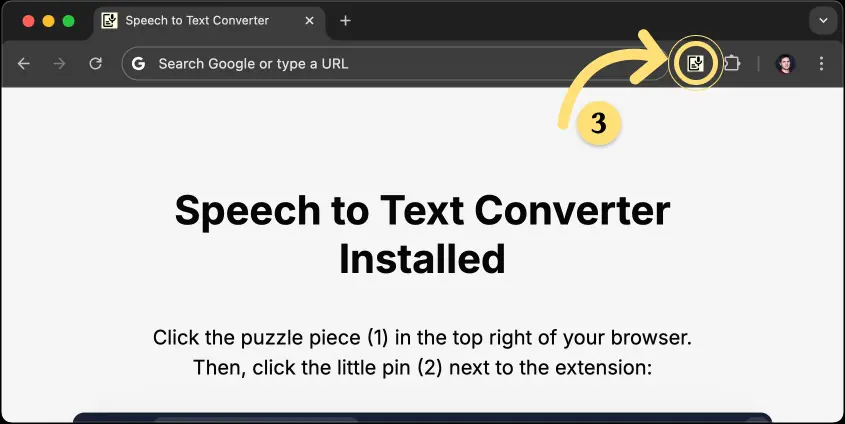 Speech to Text Converter
Search Google or type a URL
3
Speech to Text Converter
Installed
Click the puzzle piece (1) in the top right of your browser.
Then, click the little pin (2) next to the extension: